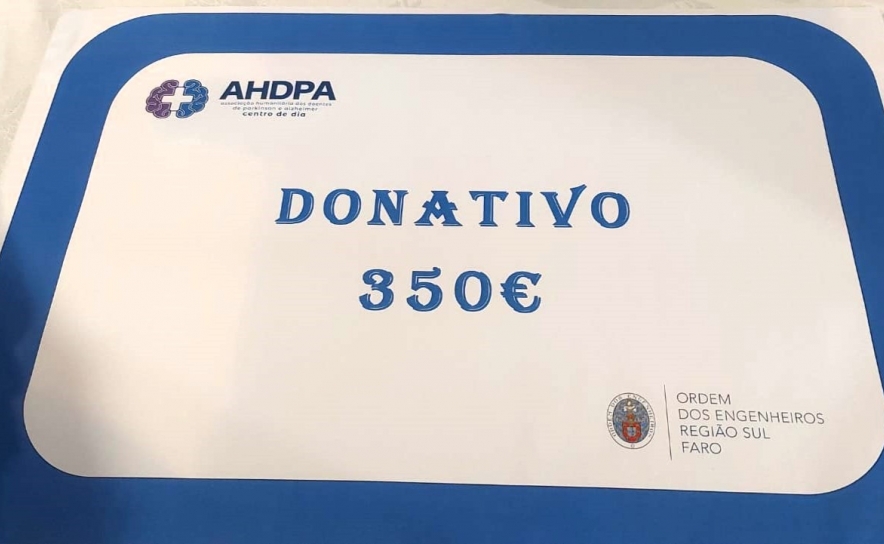 AHDPA
associação humanitária dos doentes
de parkinson e alzheimer
centro de dia
DONATIVO
350€
ORDEM
DOS ENGENHEIROS
REGIÃO SUL
FARO